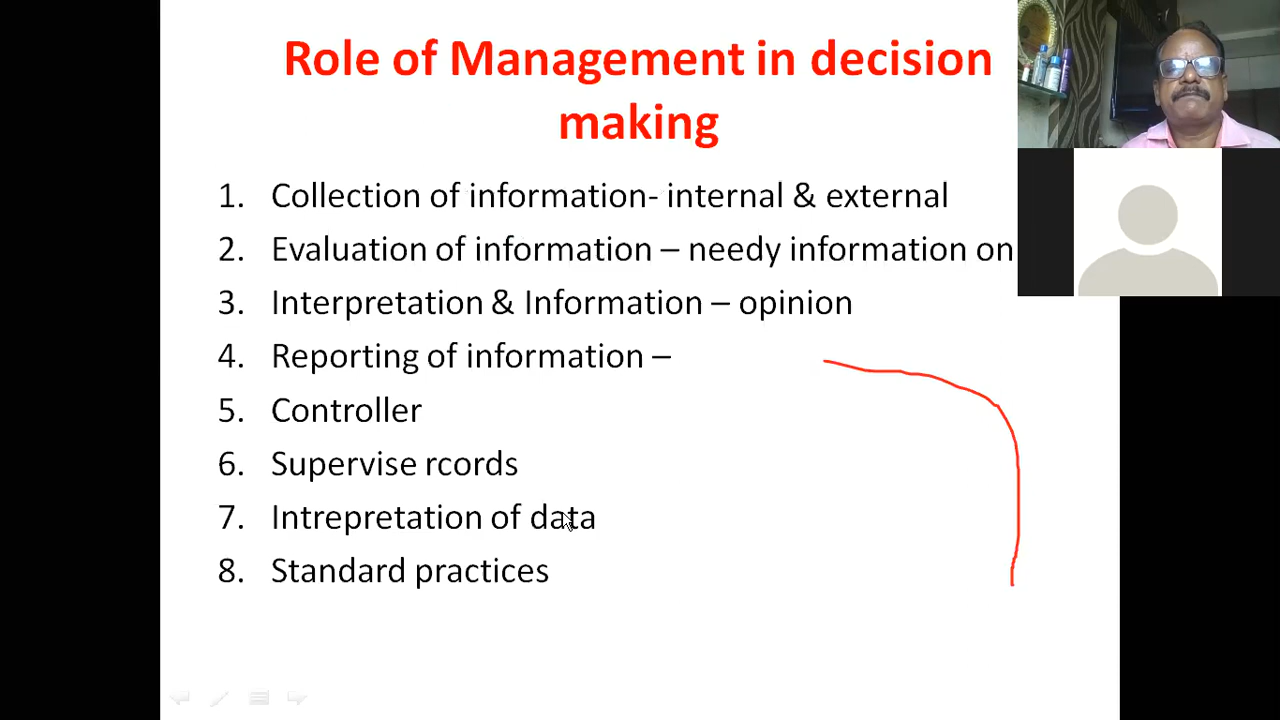 Role of Management in decision
making
1. Collection of information- internal & external
2. Evaluation of information – needy information on
3. Interpretation & Information – opinion
4. Reporting of information –
5. Controller
6. Supervise rcords
7. Intrepretation of data
8. Standard practices